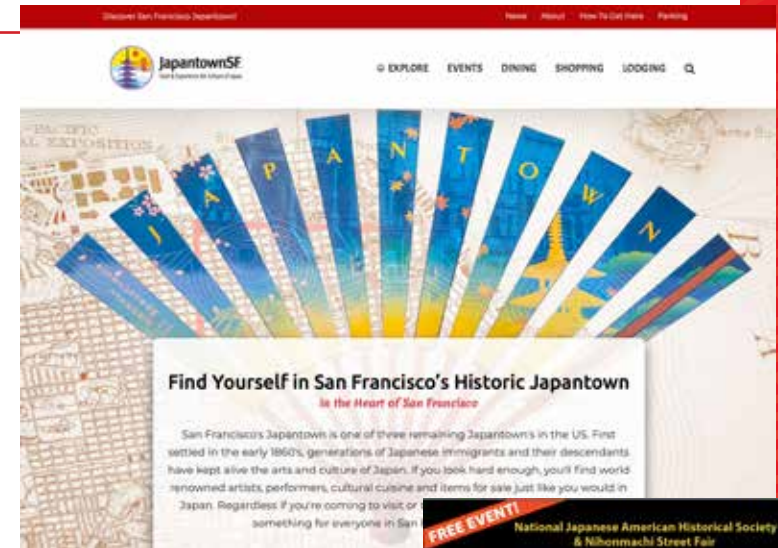 Discover San Francisco Japantown!
Home About How To Get Here Parking
JapantownSF
EXPLORE EVENTS DINING SHOPPING LODGING
PACIFIC
EXPOSITION
JAPANTOWN
Find Yourself in San Francisco's Historic Japantown
In the Heart of San Francisco
San Francisco's Japantown is one of three remaining Japantown's in the US. First
settled in the early 1860's, generations of Japanese immigrants and their descendants
have kept alive the arts and culture of Japan. If you look hard enough, you'll find world
renowned artists, performers, cultural cuisine and items for sale just like you would in
Japan. Regardless if you're coming to visit or
something for everyone in San
FREE EVENT!
National Japanese American Historical Society
& Nihonmachi Street Fair